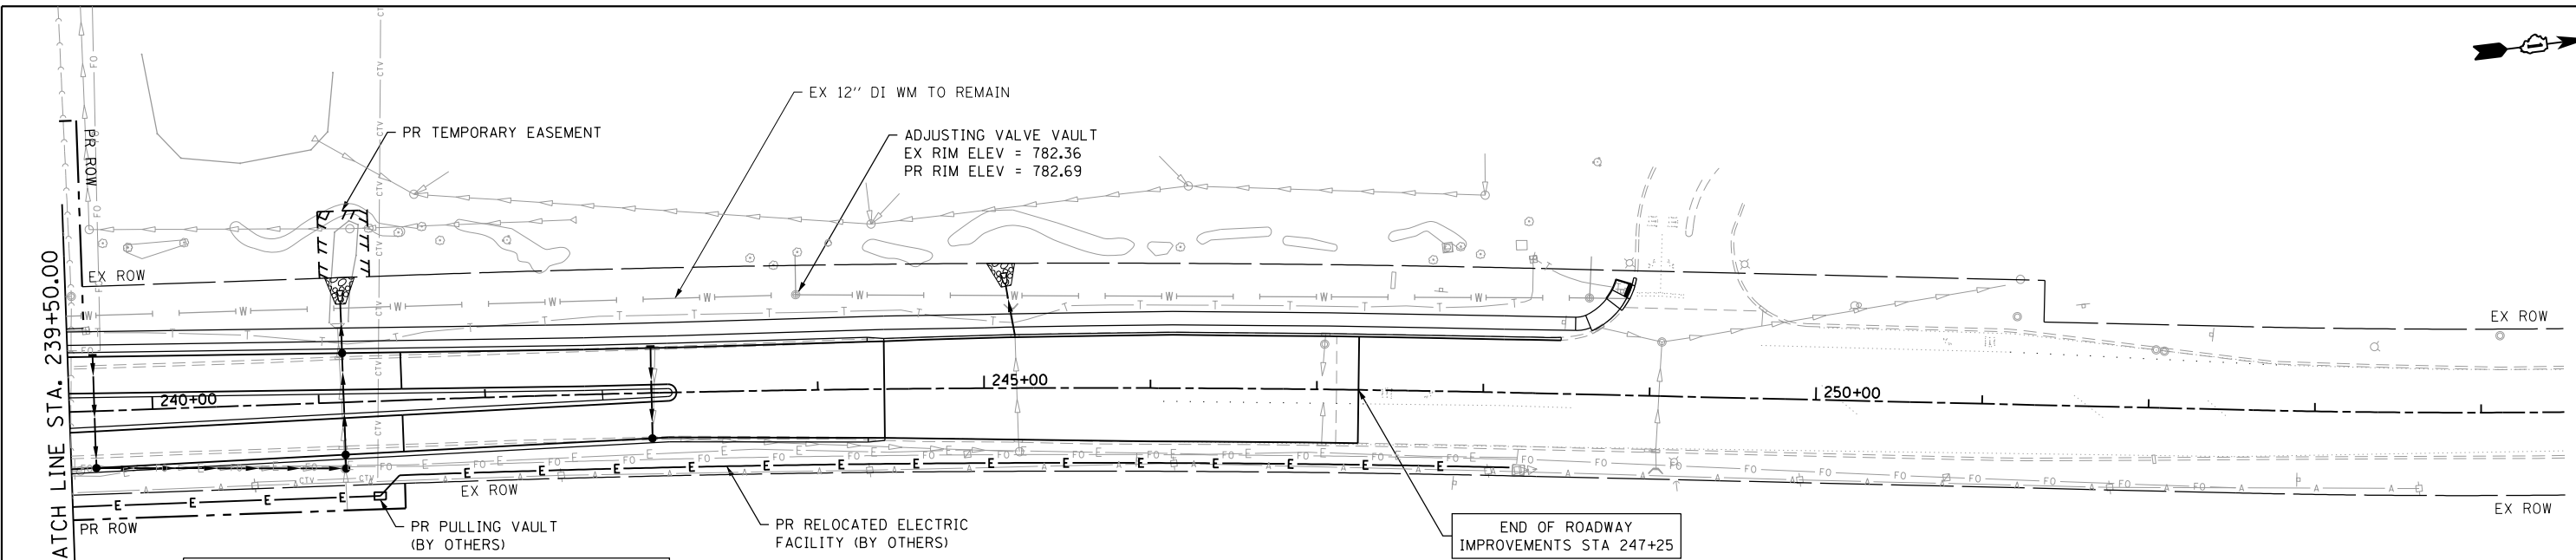 EX 12'' DI WM TO REMAIN
PR TEMPORARY EASEMENT
ADJUSTING VALVE VAULT
EX RIM ELEV = 782.36
PR RIM ELEV = 782.69
PR ROW
EX ROW
ATCH LINE STA. 239+50.00
EX ROW
240+00
245+00
250+00
EX ROW
PR ROW
PR PULLING VAULT
(BY OTHERS)
PR RELOCATED ELECTRIC
FACILITY (BY OTHERS)
END OF ROADWAY
IMPROVEMENTS STA 247+25
EX ROW